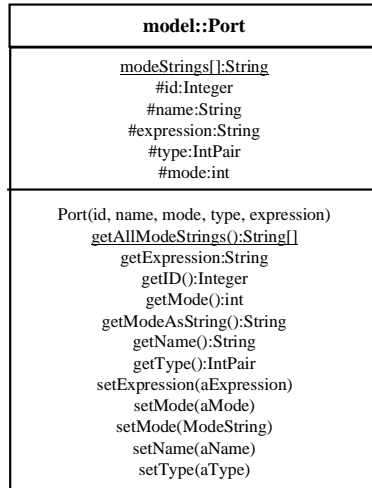 model::Port
modeStrings[]:String
#id:Integer
#name:String
#expression:String
#type:IntPair
#mode:int
Port(id, name, mode, type, expression)
getAllModeStrings():String[]
getExpression:String
getID():Integer
getMode():int
getModeAsString():String
getName():String
getType():IntPair
setExpression(aExpression)
setMode(aMode)
setMode(ModeString)
setName(aName)
setType(aType)